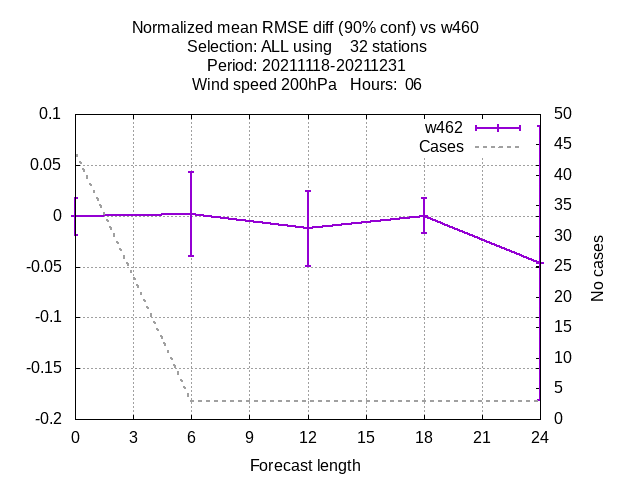 Normalized mean RMSE diff (90% conf) vs w460
Selection: ALL using    32 stations
Period: 20211118-20211231
Wind speed 200hPa   Hours:  06
w462
Cases
0.1
0.05
0
-0.05
-0.1
-0.15
-0.2
50
45
40
35
30
25
20
15
10
5
0
No cases
0 3 6 9 12 15 18 21 24
Forecast length